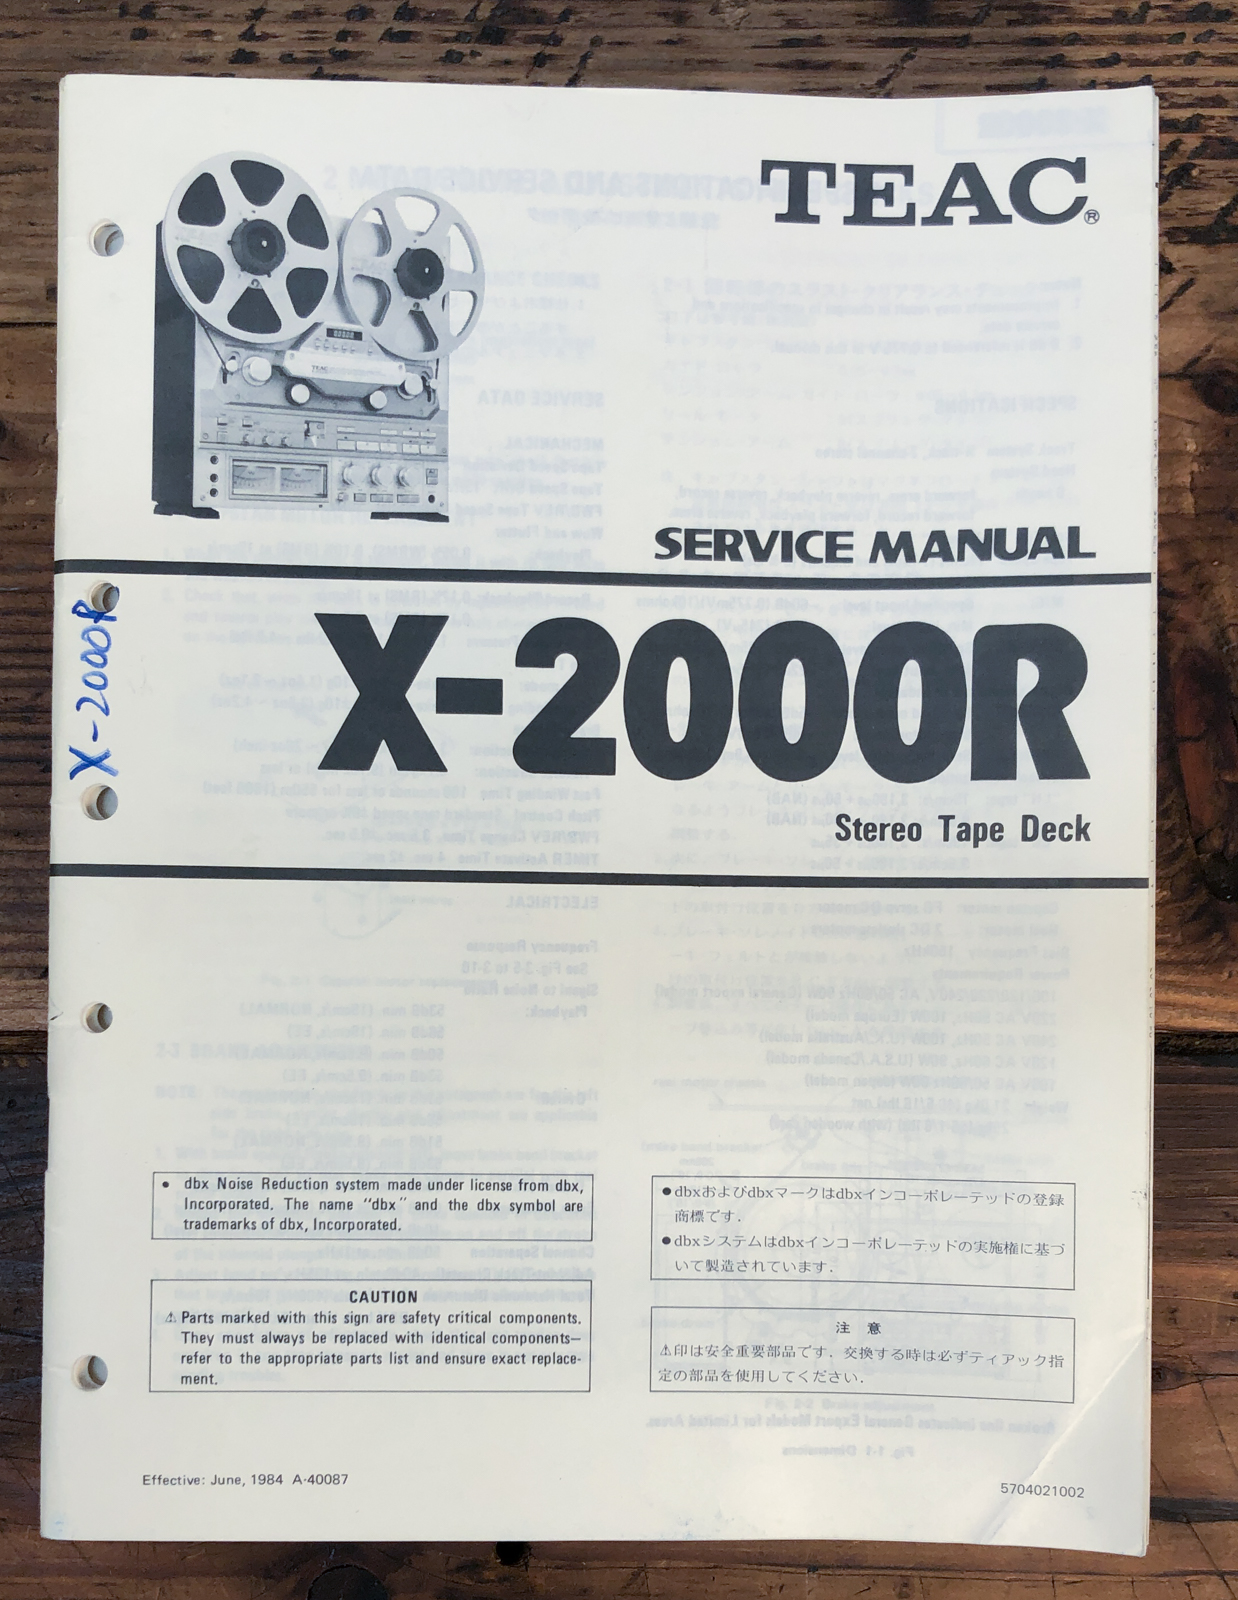 TEAC®
SERVICE MANUAL
X-2000R
X-2000R
Stereo Tape Deck
• dbx Noise Reduction system made under license from dbx,
Incorporated. The name "dbx" and the dbx symbol are
trademarks of dbx, Incorporated.
CAUTION
⚠ Parts marked with this sign are safety critical components.
They must always be replaced with identical components—
refer to the appropriate parts list and ensure exact replace-
ment.
●dbxおよびdbxマークはdbxインコーポレーテッドの登録
商標です.
●dbxシステムはdbxインコーポレーテッドの実施権に基づ
いて製造されています.
注 意
⚠印は安全重要部品です. 交換する時は必ずティアック指
定の部品を使用してください.
Effective: June, 1984 A-40087
5704021002